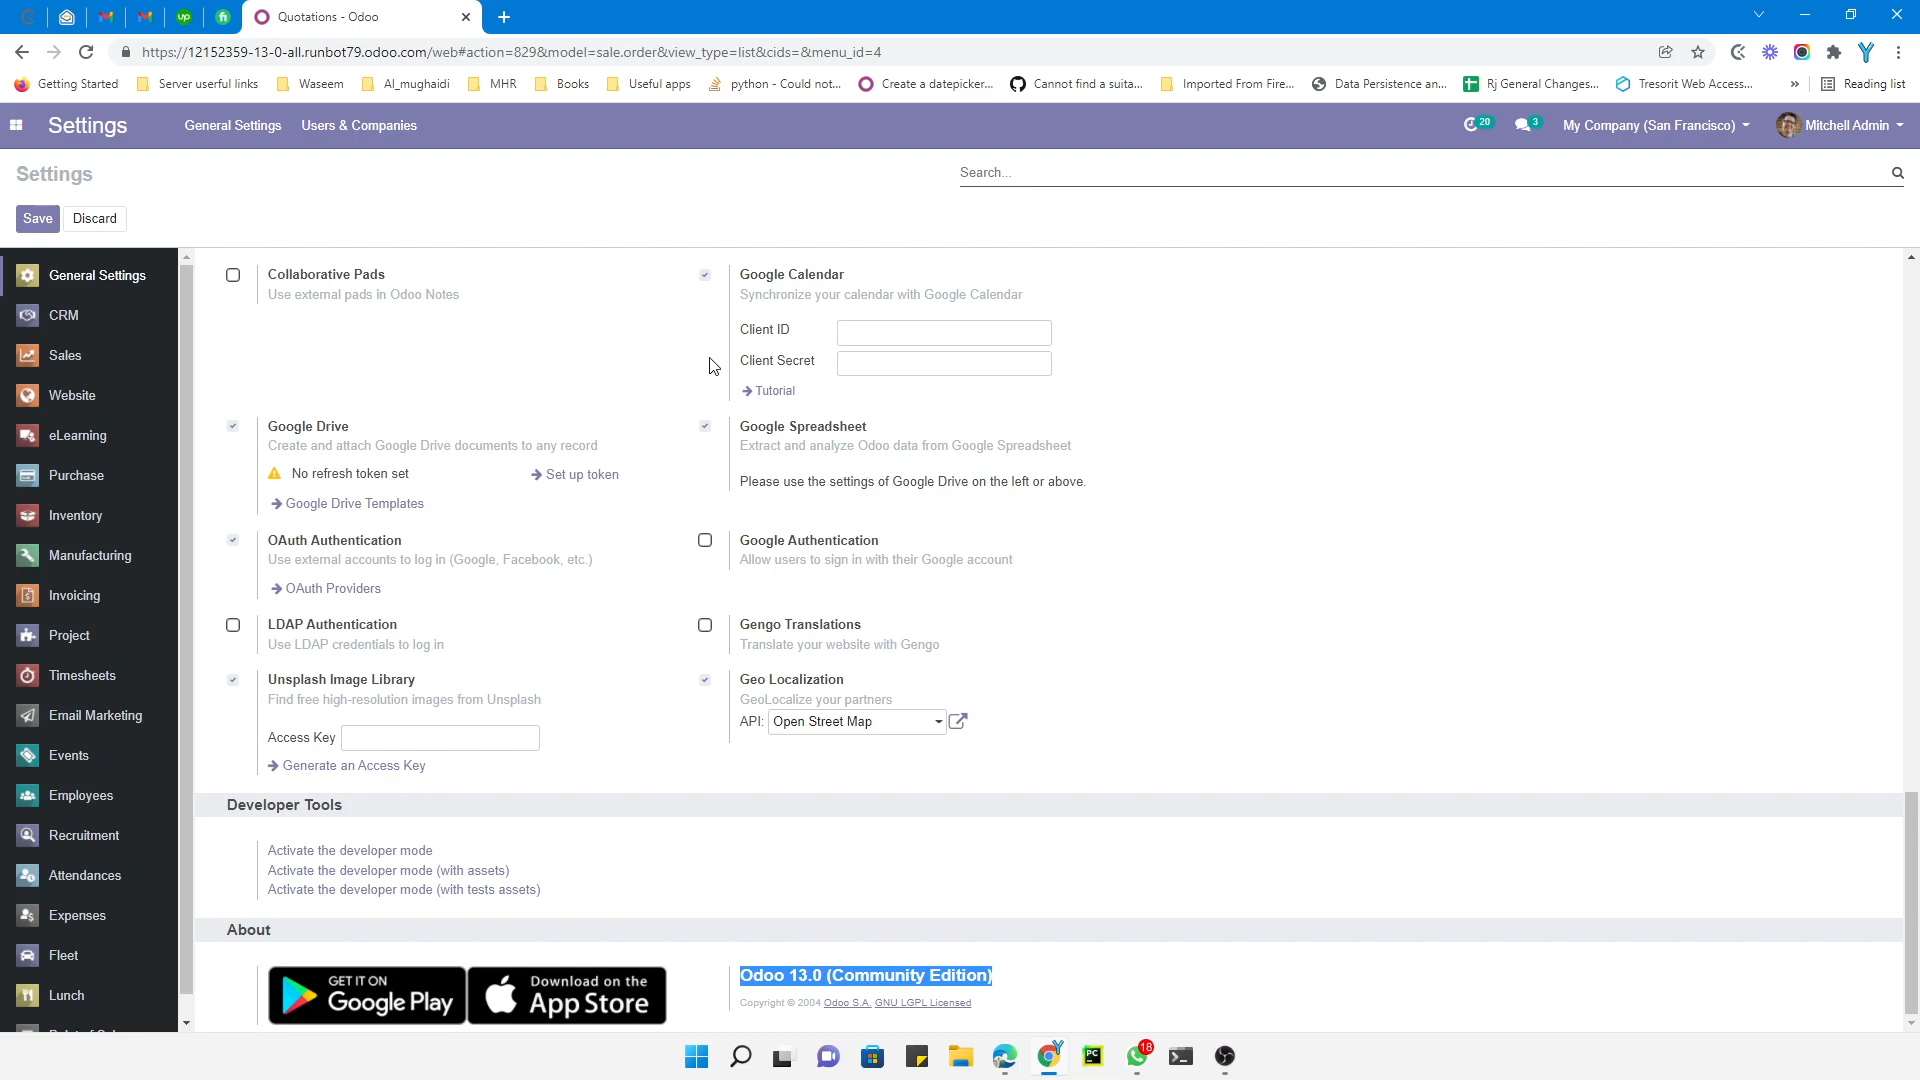 Quotations - Odoo
https://12152359-13-0-all.runbot79.odoo.com/web#action=829&model=sale.order&view_type=list&cids=&menu_id=4
Getting Started
Server userful links
Waseem
Al_mughaidi
MHR
Books
Useful apps
python - Could not...
Create a datepicker...
Cannot find a suita...
Imported From Fire...
Data Persistence an...
Rj General Changes...
Tresorit Web Access...
»
Reading list
Settings
General Settings
Users & Companies
20
3
My Company (San Francisco)
Mitchell Admin
Settings
Search...
Save
Discard
General Settings
CRM
Sales
Website
eLearning
Purchase
Inventory
Manufacturing
Invoicing
Project
Timesheets
Email Marketing
Events
Employees
Recruitment
Attendances
Expenses
Fleet
Lunch
Collaborative Pads
Use external pads in Odoo Notes
Google Calendar
Synchronize your calendar with Google Calendar
Client ID
Client Secret
Tutorial
Google Drive
Create and attach Google Drive documents to any record
No refresh token set
Set up token
Google Drive Templates
Google Spreadsheet
Extract and analyze Odoo data from Google Spreadsheet
Please use the settings of Google Drive on the left or above.
OAuth Authentication
Use external accounts to log in (Google, Facebook, etc.)
OAuth Providers
Google Authentication
Allow users to sign in with their Google account
LDAP Authentication
Use LDAP credentials to log in
Gengo Translations
Translate your website with Gengo
Unsplash Image Library
Find free high-resolution images from Unsplash
Access Key
Generate an Access Key
Geo Localization
GeoLocalize your partners
API: Open Street Map
Developer Tools
Activate the developer mode
Activate the developer mode (with assets)
Activate the developer mode (with tests assets)
About
GET IT ON
Google Play
Download on the
App Store
Odoo 13.0 (Community Edition)
Copyright © 2004 Odoo S.A. GNU LGPL Licensed
PC
18